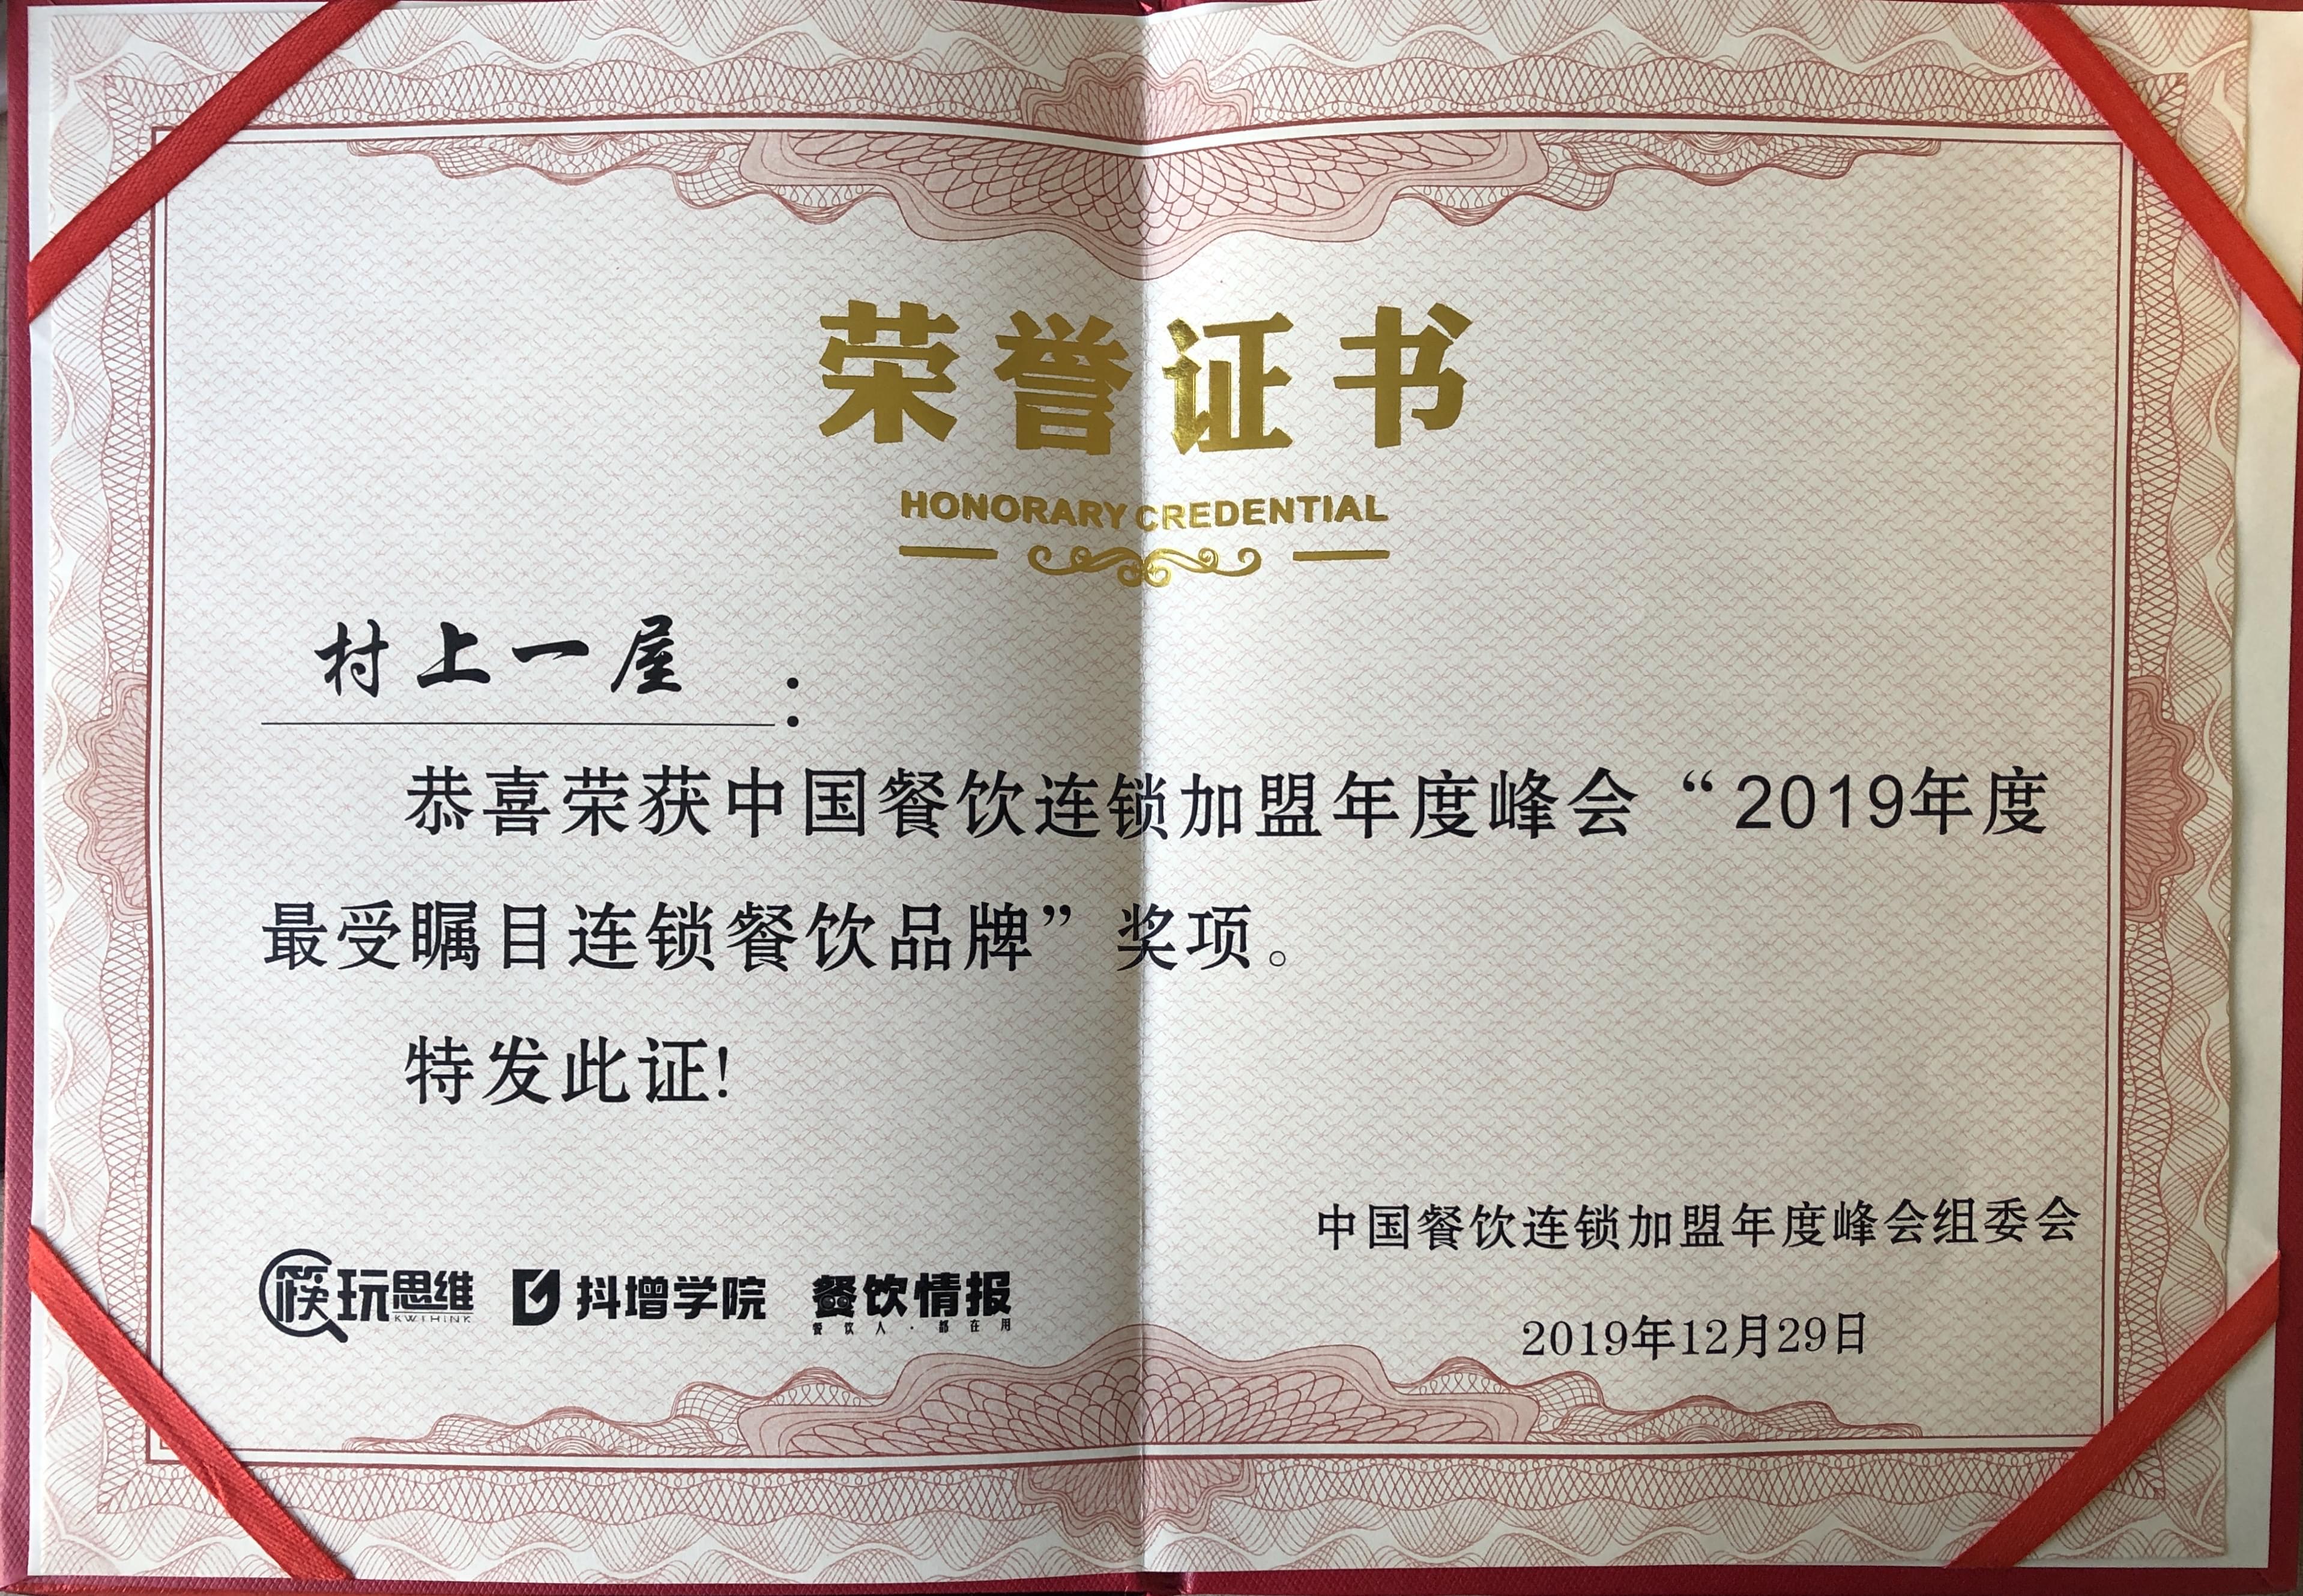 荣誉证书
HONORARY CREDENTIAL
村上一屋：
恭喜荣获中国餐饮连锁加盟年度峰会“2019年度
最受瞩目连锁餐饮品牌”奖项。
特发此证!
中国餐饮连锁加盟年度峰会组委会
筷玩思维
KWTHINK
抖增学院
餐饮情报
餐饮人·都在用
2019年12月29日